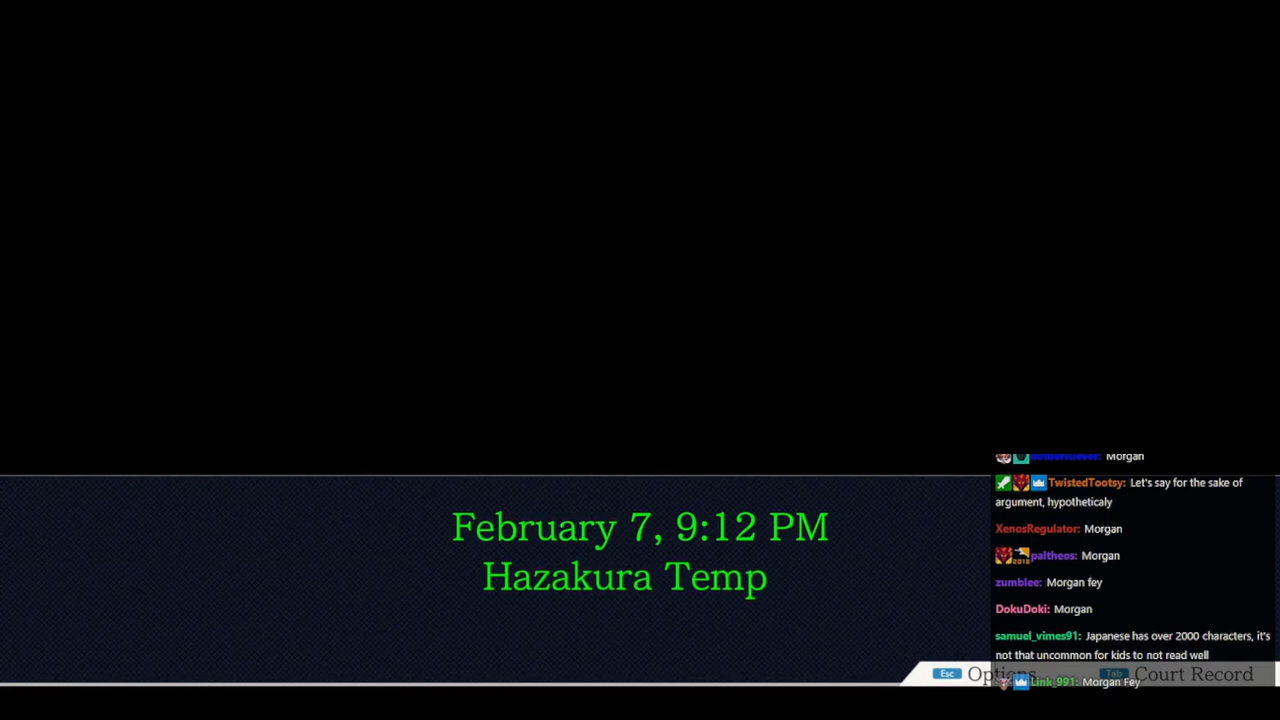 Morgan
TwistedTootsy: Let's say for the sake of
argument, hypotheticaly
XenosRegulator: Morgan
paltheos: Morgan
zumblee: Morgan fey
DokuDoki: Morgan
samuel_vimes91: Japanese has over 2000 characters, it's
not that uncommon for kids to not read well
Link_991: Morgan Fey
February 7, 9:12 PM
Hazakura Temp
Esc Options Tab Court Record